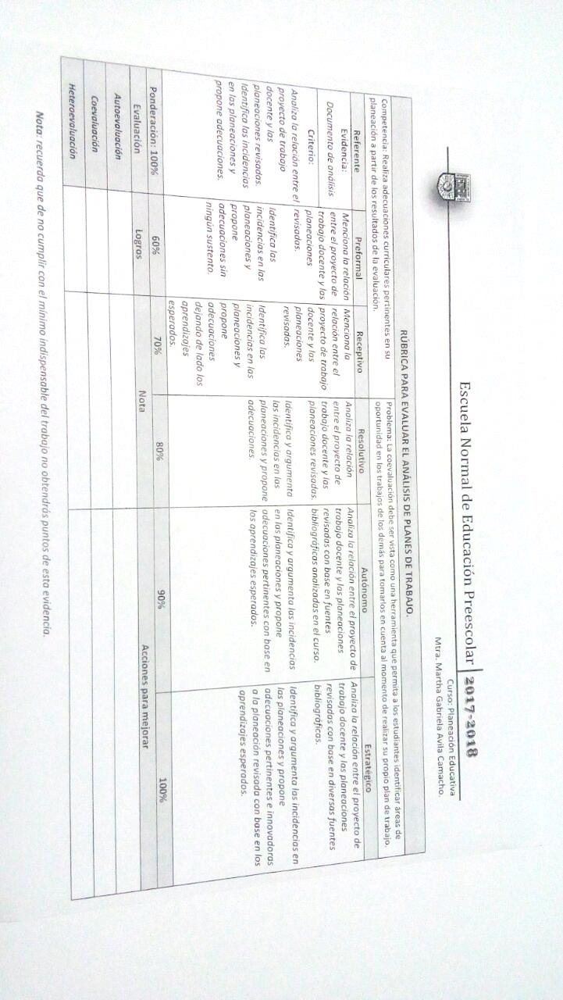 Escuela Normal de Educación Preescolar | 2017-2018
Curso: Planeación Educativa
Mtra. Martha Gabriela Avila Camacho.
RÚBRICA PARA EVALUAR EL ANÁLISIS DE PLANES DE TRABAJO.
Competencia: Realiza adecuaciones curriculares pertinentes en su
planeación a partir de los resultados de la evaluación.
Problema: La coevaluación debe ser vista como una herramienta que permita a los estudiantes identificar áreas de
oportunidad en los trabajos de los demás para tomarlos en cuenta al momento de realizar su propio plan de trabajo.
Referente
Preformal
Receptivo
Resolutivo
Autónomo
Estratégico
Evidencia:
Documento de análisis
Criterio:
Analiza la relación entre el
proyecto de trabajo
docente y las
planeaciones revisadas.
Identifica las incidencias
en las planeaciones y
propone adecuaciones.
Menciona la relación
entre el proyecto de
trabajo docente y las
planeaciones
revisadas.
Identifica las
incidencias en las
planeaciones y
propone
adecuaciones sin
ningún sustento.
Menciona la
relación entre el
proyecto de trabajo
docente y las
planeaciones
revisadas.
Identifica las
incidencias en las
planeaciones y
propone
adecuaciones
dejando de lado los
aprendizajes
esperados.
Analiza la relación
entre el proyecto de
trabajo docente y las
planeaciones revisadas.
Identifica y argumenta
las incidencias en las
planeaciones y propone
adecuaciones.
Analiza la relación entre el proyecto de
trabajo docente y las planeaciones
revisadas con base en fuentes
bibliográficas analizadas en el curso.
Identifica y argumenta las incidencias
en las planeaciones y propone
adecuaciones pertinentes con base en
los aprendizajes esperados.
Analiza la relación entre el proyecto de
trabajo docente y las planeaciones
revisadas con base en diversas fuentes
bibliográficas.
Identifica y argumenta las incidencias en
las planeaciones y propone
adecuaciones pertinentes e innovadoras
a la planeación revisada con base en los
aprendizajes esperados.
Ponderación: 100%
60%
70%
80%
90%
100%
Evaluación
Logros
Nota
Acciones para mejorar
Autoevaluación
Coevaluación
Heteroevaluación
Nota: recuerda que de no cumplir con el mínimo indispensable del trabajo no obtendrás puntos de esta evidencia.